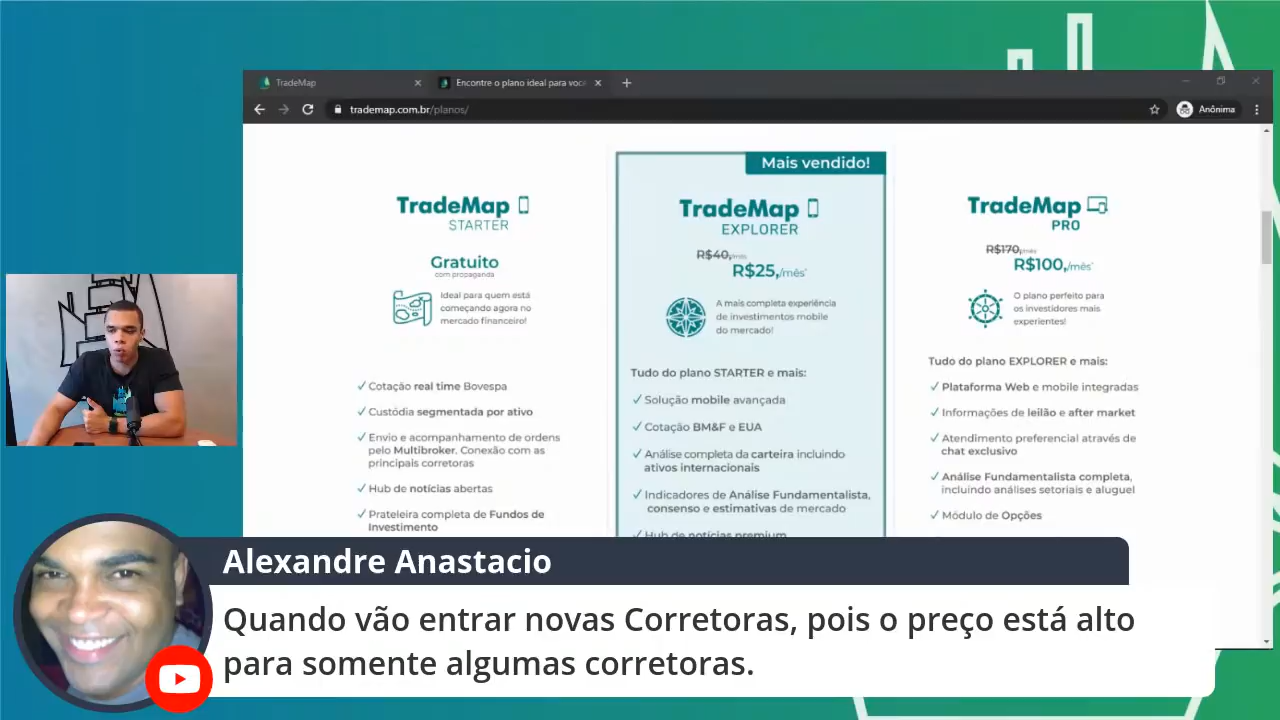 TradeMap
Encontre o plano ideal para você
trademap.com.br/planos/
Anônima
TradeMap
STARTER
Gratuito
com propaganda
Ideal para quem está
começando agora no
mercado financeiro!
✓ Cotação real time Bovespa
✓ Custódia segmentada por ativo
✓ Envio e acompanhamento de ordens
pelo Multibroker. Conexão com as
principais corretoras
✓ Hub de notícias abertas
✓ Prateleira completa de Fundos de
Investimento
Mais vendido!
TradeMap
EXPLORER
R$40,/mês
R$25,/mês*
A mais completa experiência
de investimentos mobile
do mercado!
Tudo do plano STARTER e mais:
✓ Solução mobile avançada
✓ Cotação BM&F e EUA
✓ Análise completa da carteira incluindo
ativos internacionais
✓ Indicadores de Análise Fundamentalista,
consenso e estimativas de mercado
✓ Hub de notícias premium
TradeMap
PRO
R$170,/mês
R$100,/mês*
O plano perfeito para
os investidores mais
experientes!
Tudo do plano EXPLORER e mais:
✓ Plataforma Web e mobile integradas
✓ Informações de leilão e after market
✓ Atendimento preferencial através de
chat exclusivo
✓ Análise Fundamentalista completa,
incluindo análises setoriais e aluguel
✓ Módulo de Opções
Alexandre Anastacio
Quando vão entrar novas Corretoras, pois o preço está alto
para somente algumas corretoras.